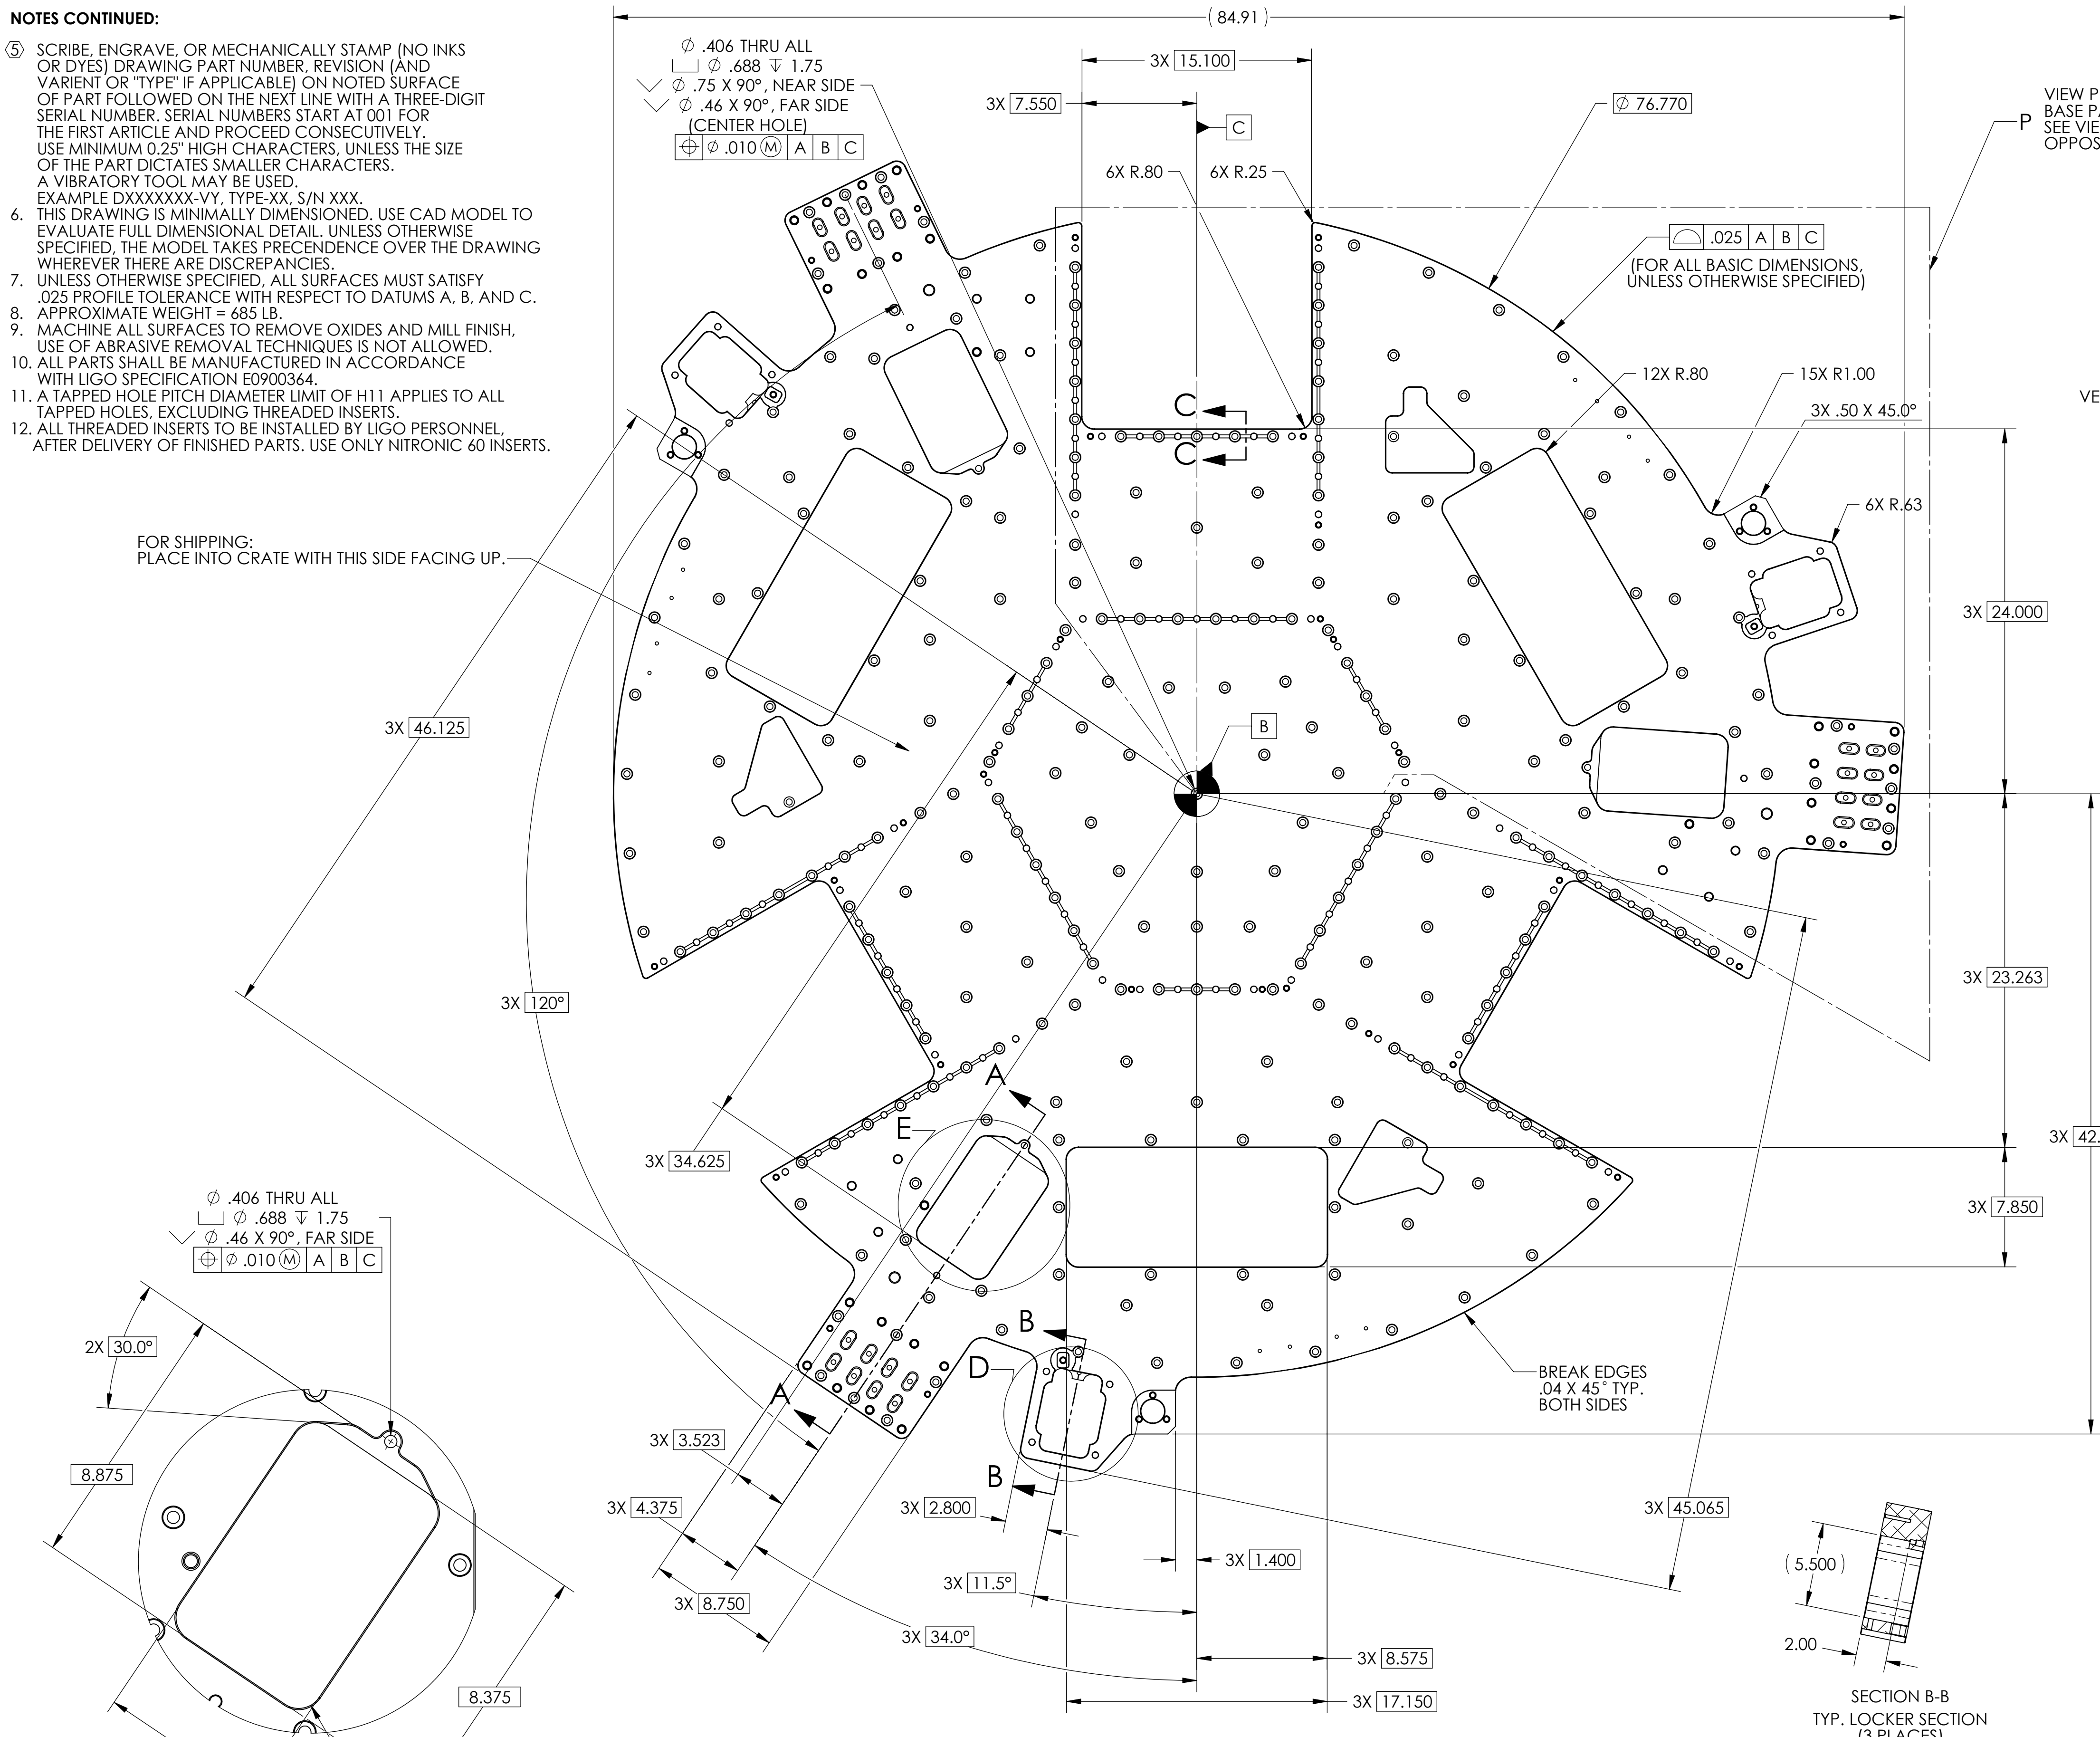 NOTES CONTINUED:
5 SCRIBE, ENGRAVE, OR MECHANICALLY STAMP (NO INKS
OR DYES) DRAWING PART NUMBER, REVISION (AND
VARIENT OR "TYPE" IF APPLICABLE) ON NOTED SURFACE
OF PART FOLLOWED ON THE NEXT LINE WITH A THREE-DIGIT
SERIAL NUMBER. SERIAL NUMBERS START AT 001 FOR
THE FIRST ARTICLE AND PROCEED CONSECUTIVELY.
USE MINIMUM 0.25" HIGH CHARACTERS, UNLESS THE SIZE
OF THE PART DICTATES SMALLER CHARACTERS.
A VIBRATORY TOOL MAY BE USED.
EXAMPLE DXXXXXXX-VY, TYPE-XX, S/N XXX.
6. THIS DRAWING IS MINIMALLY DIMENSIONED. USE CAD MODEL TO
EVALUATE FULL DIMENSIONAL DETAIL. UNLESS OTHERWISE
SPECIFIED, THE MODEL TAKES PRECENDENCE OVER THE DRAWING
WHEREVER THERE ARE DISCREPANCIES.
7. UNLESS OTHERWISE SPECIFIED, ALL SURFACES MUST SATISFY
.025 PROFILE TOLERANCE WITH RESPECT TO DATUMS A, B, AND C.
8. APPROXIMATE WEIGHT = 685 LB.
9. MACHINE ALL SURFACES TO REMOVE OXIDES AND MILL FINISH,
USE OF ABRASIVE REMOVAL TECHNIQUES IS NOT ALLOWED.
10. ALL PARTS SHALL BE MANUFACTURED IN ACCORDANCE
WITH LIGO SPECIFICATION E0900364.
11. A TAPPED HOLE PITCH DIAMETER LIMIT OF H11 APPLIES TO ALL
TAPPED HOLES, EXCLUDING THREADED INSERTS.
12. ALL THREADED INSERTS TO BE INSTALLED BY LIGO PERSONNEL,
AFTER DELIVERY OF FINISHED PARTS. USE ONLY NITRONIC 60 INSERTS.
(84.91)
⌀ .406 THRU ALL
⌴ ⌀ .688 ↧ 1.75
⌵ ⌀ .75 X 90°, NEAR SIDE
⌵ ⌀ .46 X 90°, FAR SIDE
(CENTER HOLE)
⌖ ⌀ .010 Ⓜ A B C
3X 15.100
3X 7.550
C
6X R.80
6X R.25
⌀ 76.770
P
VIEW P
BASE PA
SEE VIE
OPPOS
⌓ .025 A B C
(FOR ALL BASIC DIMENSIONS,
UNLESS OTHERWISE SPECIFIED)
12X R.80
15X R1.00
3X .50 X 45.0°
VE
6X R.63
C
C
FOR SHIPPING:
PLACE INTO CRATE WITH THIS SIDE FACING UP.
3X 24.000
3X 46.125
B
3X 23.263
3X 120°
A
E
3X 34.625
3X 42.
3X 7.850
⌀ .406 THRU ALL
⌴ ⌀ .688 ↧ 1.75
⌵ ⌀ .46 X 90°, FAR SIDE
⌖ ⌀ .010 Ⓜ A B C
2X 30.0°
8.875
8.375
B
D
A
BREAK EDGES
.04 X 45° TYP.
BOTH SIDES
3X 3.523
B
3X 4.375
3X 2.800
3X 45.065
3X 1.400
3X 11.5°
3X 8.750
3X 34.0°
3X 8.575
3X 17.150
(5.500)
2.00
SECTION B-B
TYP. LOCKER SECTION
(3 PLACES)